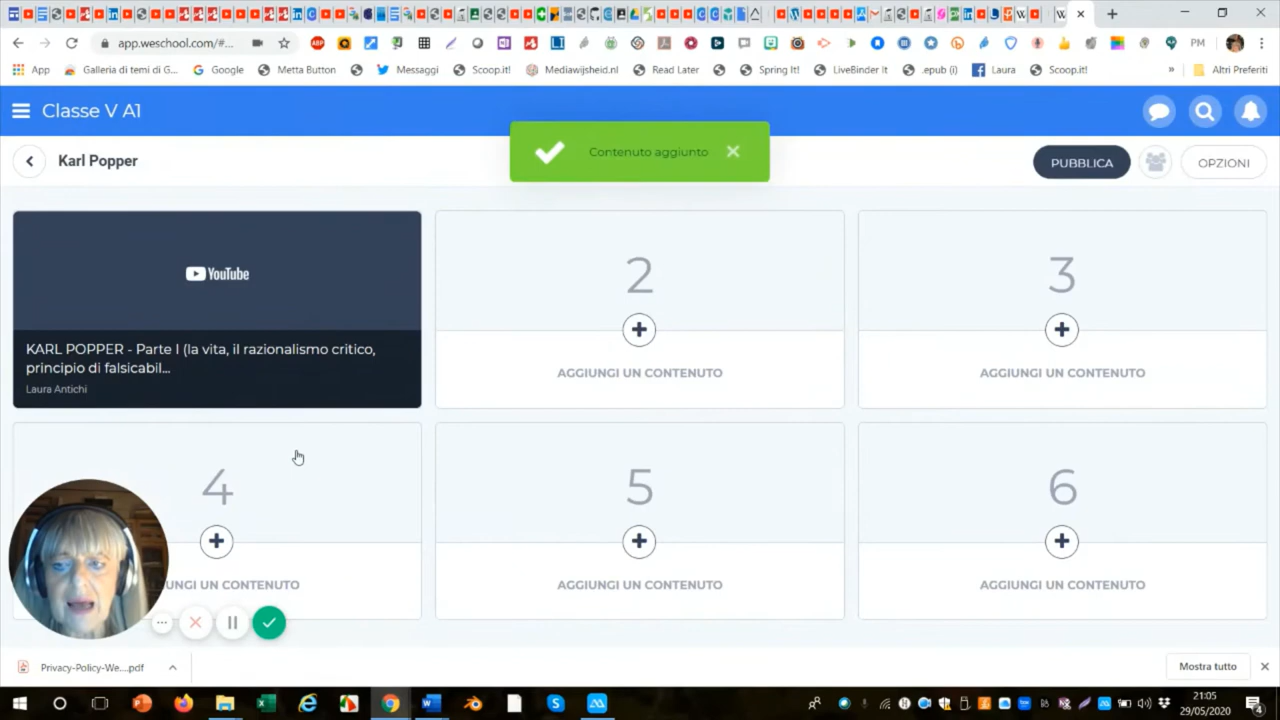 app.weschool.com/#...
PM
App
Galleria di temi di G...
Google
Metta Button
Messaggi
Scoop.it!
Mediawijsheid.nl
Read Later
Spring It!
LiveBinder It
.epub (i)
Laura
Scoop.it!
»
Altri Preferiti
Classe V A1
Karl Popper
Contenuto aggiunto
PUBBLICA
OPZIONI
YouTube
KARL POPPER - Parte I (la vita, il razionalismo critico,
principio di falsicabil...
Laura Antichi
2
AGGIUNGI UN CONTENUTO
3
AGGIUNGI UN CONTENUTO
4
UNGI UN CONTENUTO
5
AGGIUNGI UN CONTENUTO
6
AGGIUNGI UN CONTENUTO
Privacy-Policy-We....pdf
Mostra tutto
21:05
29/05/2020